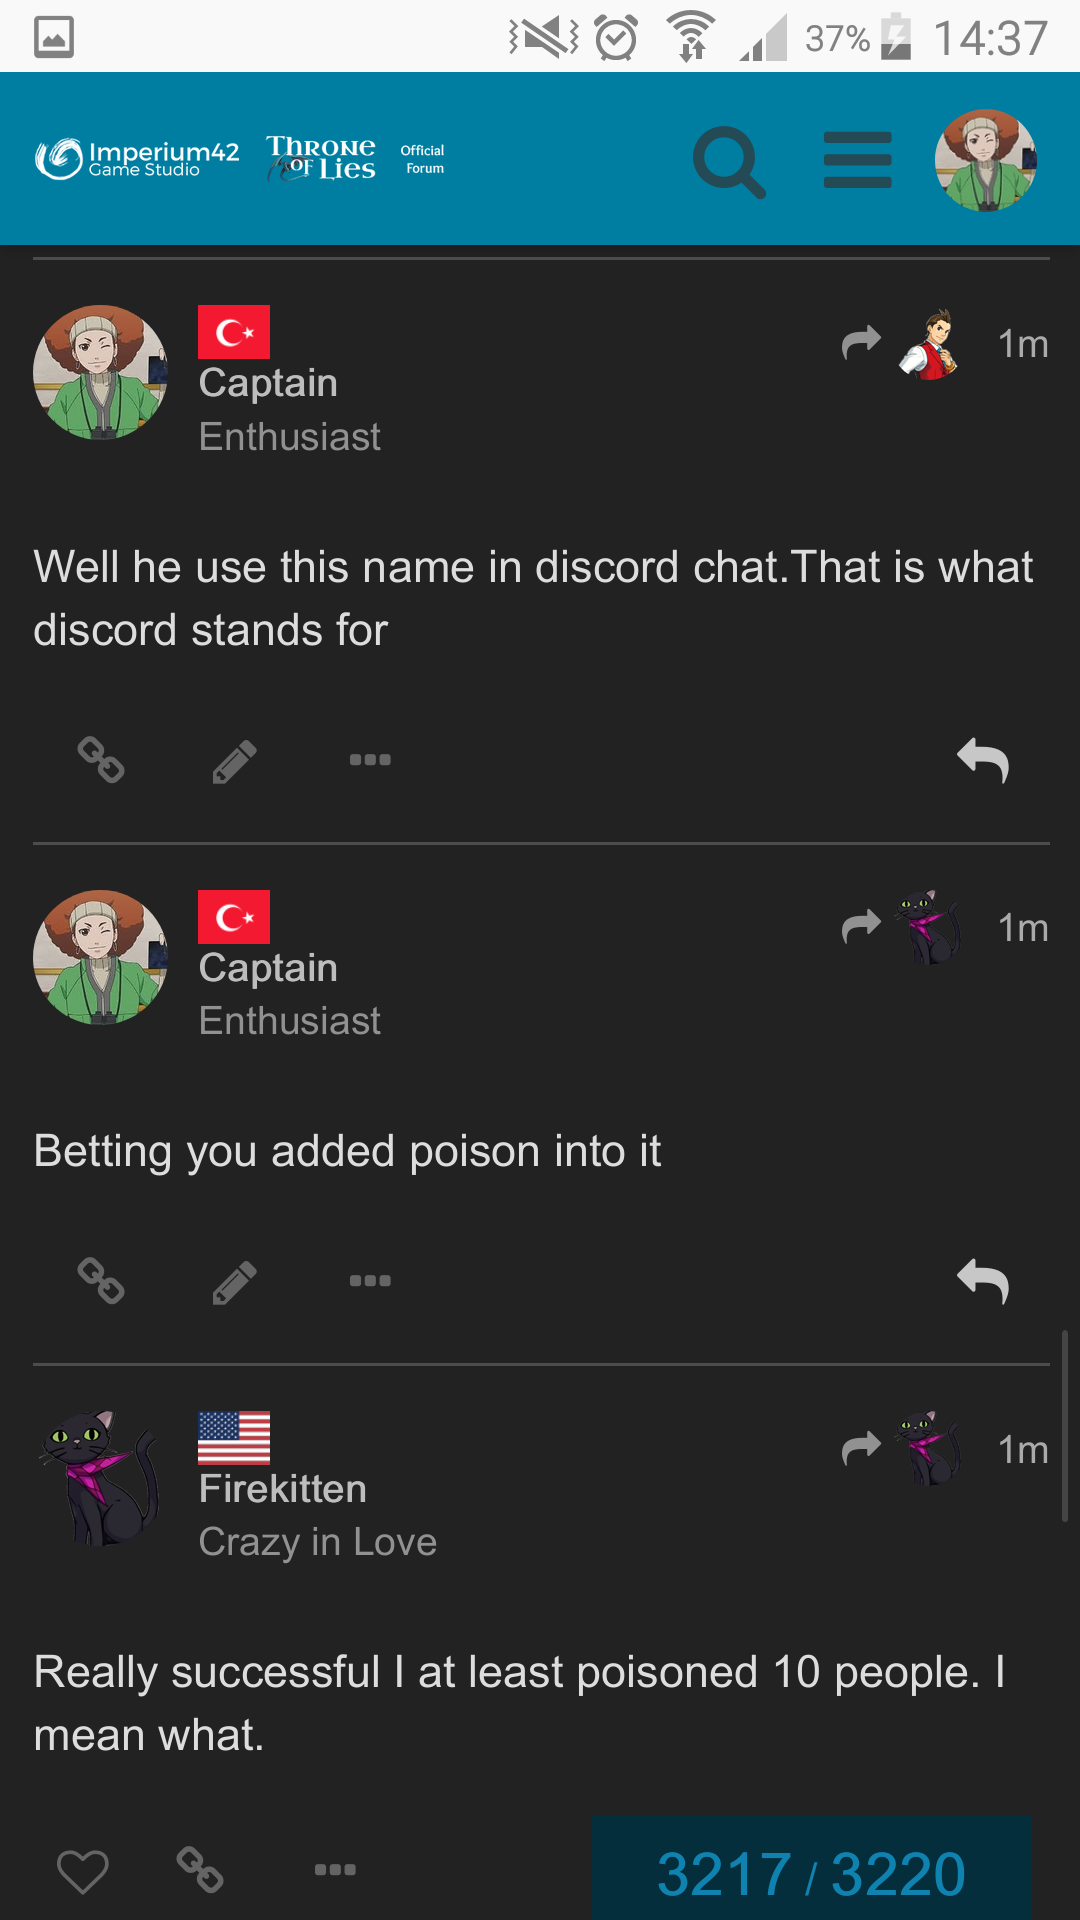 37% 14:37
Imperium42
Game Studio
Throne
of Lies
Official
Forum
Captain
1m
Enthusiast
Well he use this name in discord chat.That is what
discord stands for
Captain
1m
Enthusiast
Betting you added poison into it
Firekitten
1m
Crazy in Love
Really successful I at least poisoned 10 people. I
mean what.
3217 / 3220